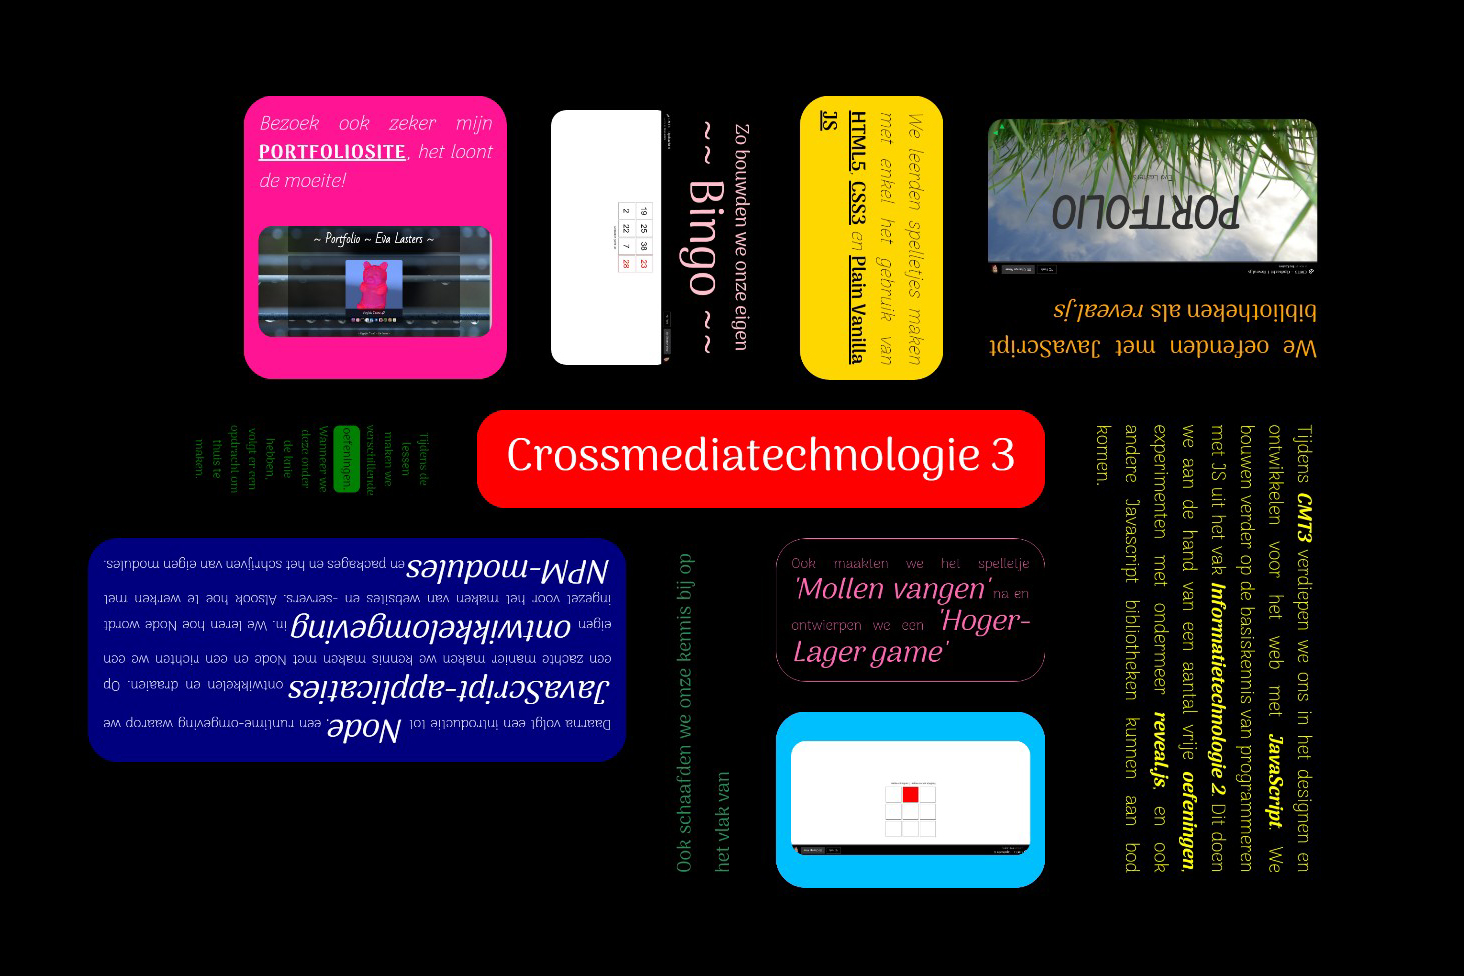 Bezoek ook zeker mijn
PORTFOLIOSITE, het loont
de moeite!
~ Portfolio ~ Eva Lasters ~
Zo bouwden we onze eigen
~~ Bingo ~~
19 25 38 23
2 22 7 28
We leerden spelletjes maken
met enkel het gebruik van
HTML5, CSS3 en Plain Vanilla
JS
We oefenden met JavaScript
bibliotheken als reveal.js
PORTFOLIO
Eva Lasters
Tijdens de
lessen
maken we
verschillende
oefeningen.
Wanneer we
deze onder
de knie
hebben,
volgt er een
opdracht om
thuis te
maken.
Crossmediatechnologie 3
Tijdens CMT3 verdiepen we ons in het designen en
ontwikkelen voor het web met JavaScript. We
bouwen verder op de basiskennis van programmeren
met JS uit het vak Informatietechnologie 2. Dit doen
we aan de hand van een aantal vrije oefeningen,
experimenten met ondermeer reveal.js, en ook
andere Javascript bibliotheken kunnen aan bod
komen.
Daarna volgt een introductie tot Node, een runtime-omgeving waarop we
JavaScript-applicaties ontwikkelen en draaien. Op
een zachte manier maken we kennis maken met Node en een richten we een
eigen ontwikkelomgeving in. We leren hoe Node wordt
ingezet voor het maken van websites en -servers. Alsook hoe te werken met
NPM-modules en packages en het schrijven van eigen modules.
Ook schaafden we onze kennis bij op
het vlak van
Ook maakten we het spelletje
'Mollen vangen' na en
ontwierpen we een 'Hoger-
Lager game'